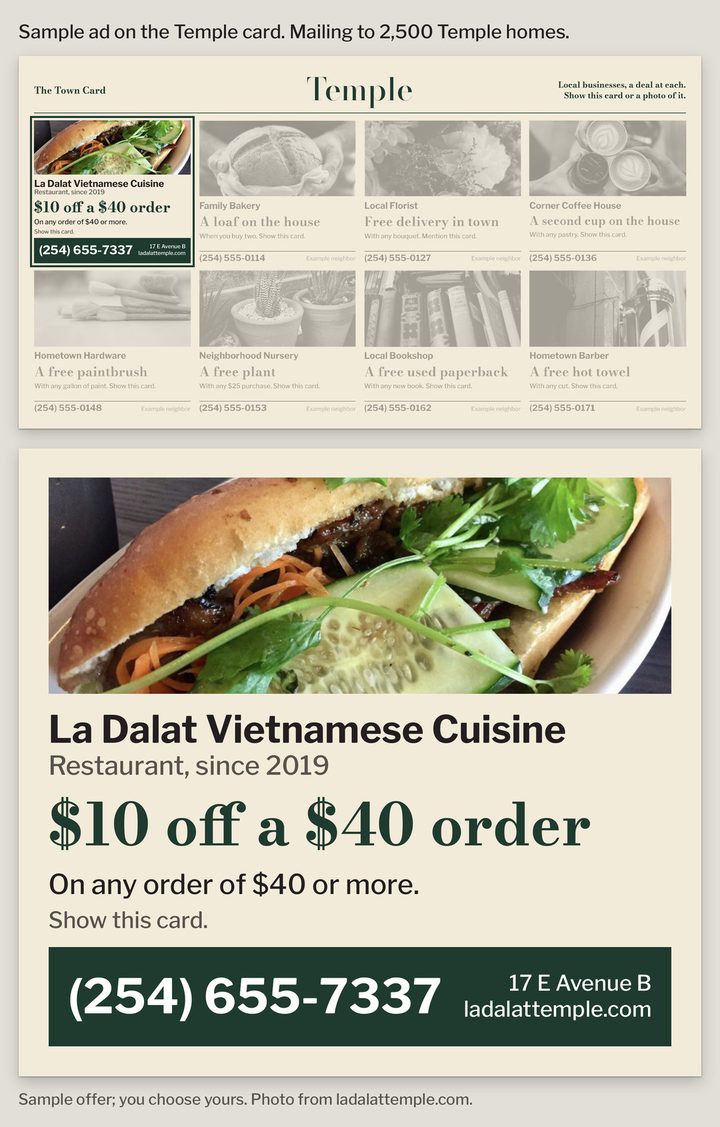 Sample ad on the Temple card. Mailing to 2,500 Temple homes.
The Town Card
Temple
Local businesses, a deal at each.
Show this card or a photo of it.
La Dalat Vietnamese Cuisine
Restaurant, since 2019
$10 off a $40 order
On any order of $40 or more.
Show this card.
(254) 655-7337
17 E Avenue B
ladalattemple.com
Family Bakery
A loaf on the house
When you buy two. Show this card.
(254) 555-0114
Example neighbor
Local Florist
Free delivery in town
With any bouquet. Mention this card.
(254) 555-0127
Example neighbor
Corner Coffee House
A second cup on the house
With any pastry. Show this card.
(254) 555-0136
Example neighbor
Hometown Hardware
A free paintbrush
With any gallon of paint. Show this card.
(254) 555-0148
Example neighbor
Neighborhood Nursery
A free plant
With any $25 purchase. Show this card.
(254) 555-0153
Example neighbor
Local Bookshop
A free used paperback
With any new book. Show this card.
(254) 555-0162
Example neighbor
Hometown Barber
A free hot towel
With any cut. Show this card.
(254) 555-0171
Example neighbor
La Dalat Vietnamese Cuisine
Restaurant, since 2019
$10 off a $40 order
On any order of $40 or more.
Show this card.
(254) 655-7337
17 E Avenue B
ladalattemple.com
Sample offer; you choose yours. Photo from ladalattemple.com.